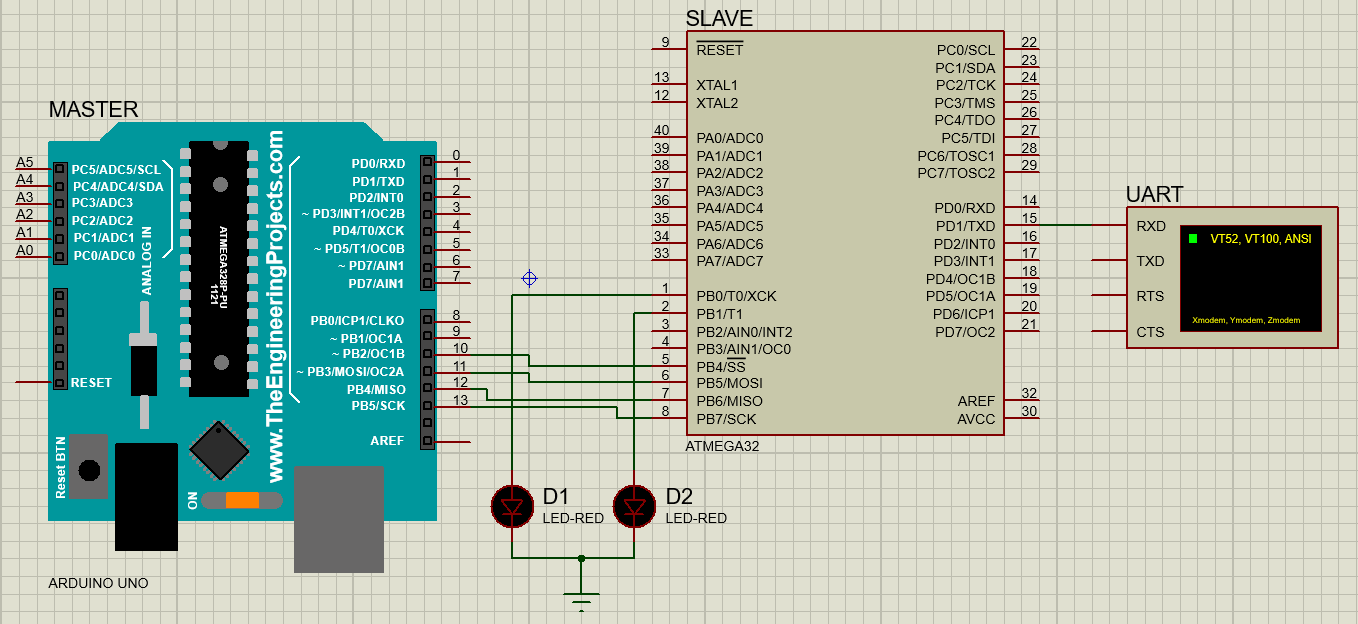 MASTER
A5
A4
A3
A2
A1
A0
PC5/ADC5/SCL
PC4/ADC4/SDA
PC3/ADC3
PC2/ADC2
PC1/ADC1
PC0/ADC0
ANALOG IN
RESET
Reset BTN
ATMEGA328P-PU
1121
www.TheEngineeringProjects.com
ON
PD0/RXD 0
PD1/TXD 1
PD2/INT0 2
~ PD3/INT1/OC2B 3
PD4/T0/XCK 4
~ PD5/T1/OC0B 5
~ PD7/AIN1 6
PD7/AIN1 7
PB0/ICP1/CLKO 8
~ PB1/OC1A 9
~ PB2/OC1B 10
~ PB3/MOSI/OC2A 11
PB4/MISO 12
PB5/SCK 13
AREF
ARDUINO UNO
D1
LED-RED
D2
LED-RED
SLAVE
9 RESET
13 XTAL1
12 XTAL2
40 PA0/ADC0
39 PA1/ADC1
38 PA2/ADC2
37 PA3/ADC3
36 PA4/ADC4
35 PA5/ADC5
34 PA6/ADC6
33 PA7/ADC7
1 PB0/T0/XCK
2 PB1/T1
3 PB2/AIN0/INT2
4 PB3/AIN1/OC0
5 PB4/SS
6 PB5/MOSI
7 PB6/MISO
8 PB7/SCK
PC0/SCL 22
PC1/SDA 23
PC2/TCK 24
PC3/TMS 25
PC4/TDO 26
PC5/TDI 27
PC6/TOSC1 28
PC7/TOSC2 29
PD0/RXD 14
PD1/TXD 15
PD2/INT0 16
PD3/INT1 17
PD4/OC1B 18
PD5/OC1A 19
PD6/ICP1 20
PD7/OC2 21
AREF 32
AVCC 30
ATMEGA32
UART
RXD
TXD
RTS
CTS
VT52, VT100, ANSI
Xmodem, Ymodem, Zmodem